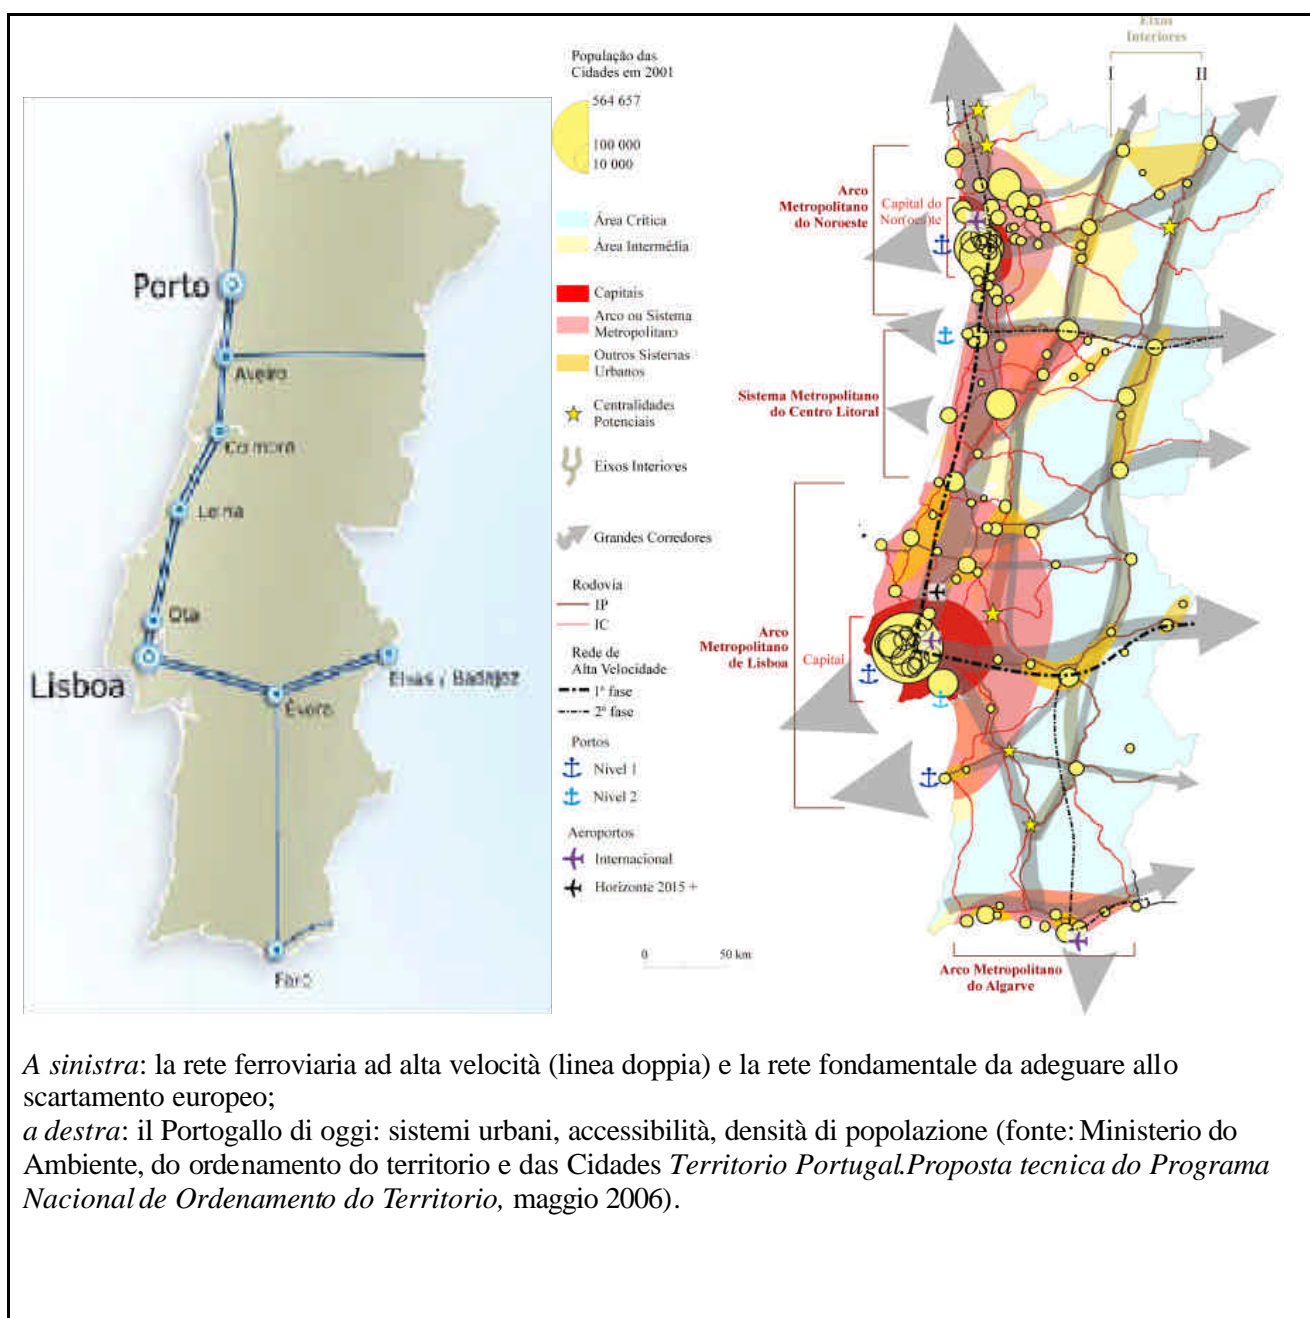 Porto
Aveiro
Coimbra
Leiria
Ota
Lisboa
Évora
Elvas / Badajoz
Faro
População das
Cidades em 2001
564 657
100 000
10 000
Área Crítica
Área Intermédia
Capitais
Arco ou Sistema
Metropolitano
Outros Sistemas
Urbanos
Centralidades
Potenciais
Eixos Interiores
Grandes Corredores
Rodovia
IP
IC
Rede de
Alta Velocidade
1ª fase
2ª fase
Portos
Nivel 1
Nivel 2
Aeroportos
Internacional
Horizonte 2015 +
0 50 km
Eixos
Interiores
I II
Arco
Metropolitano
do Noroeste
Capital do
Noroeste
Sistema Metropolitano
do Centro Litoral
Arco
Metropolitano
de Lisboa
Capital
Arco Metropolitano
do Algarve
A sinistra: la rete ferroviaria ad alta velocità (linea doppia) e la rete fondamentale da adeguare allo
scartamento europeo;
a destra: il Portogallo di oggi: sistemi urbani, accessibilità, densità di popolazione (fonte: Ministerio do
Ambiente, do ordenamento do territorio e das Cidades Territorio Portugal.Proposta tecnica do Programa
Nacional de Ordenamento do Territorio, maggio 2006).